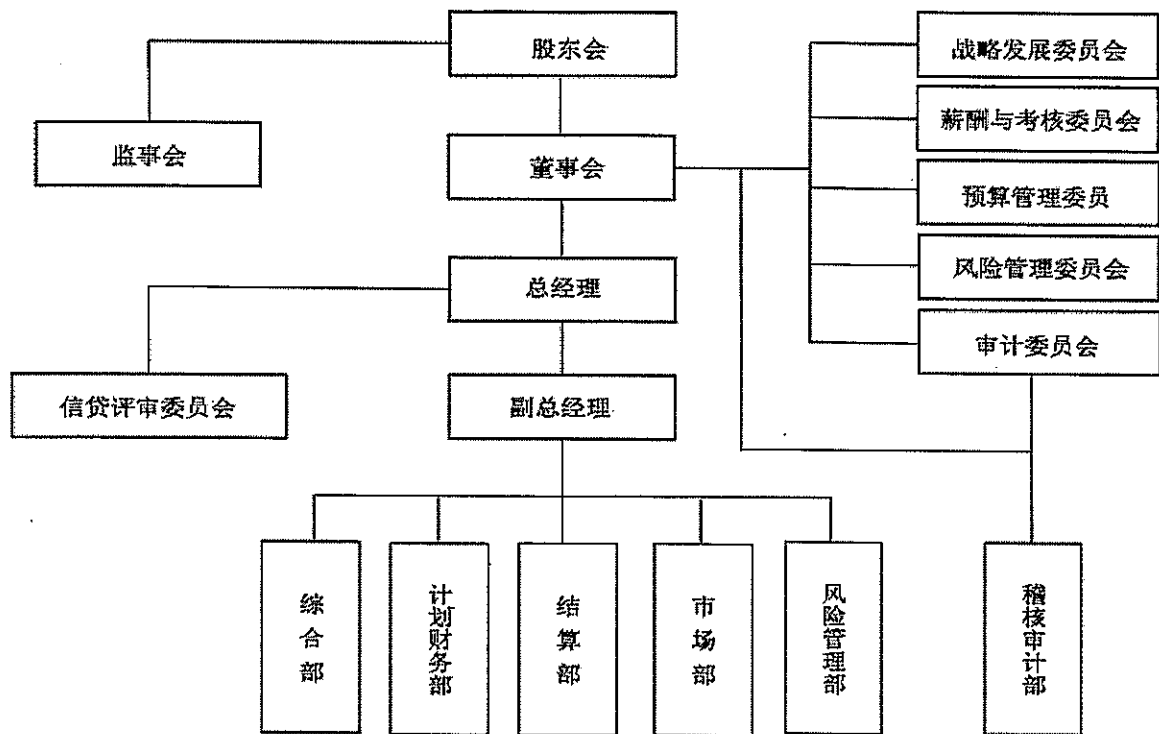 股东会
战略发展委员会
薪酬与考核委员会
监事会
董事会
预算管理委员
总经理
风险管理委员会
审计委员会
信贷评审委员会
副总经理
综合部
计划财务部
结算部
市场部
风险管理部
稽核审计部